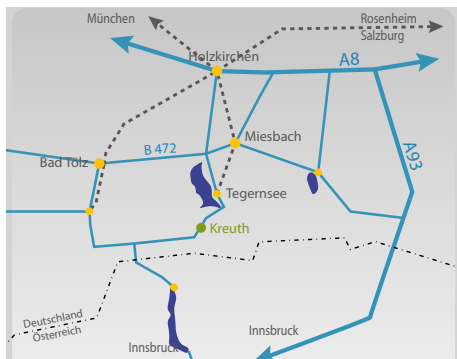 München
Rosenheim
Salzburg
Holzkirchen
A8
B 472
Miesbach
A93
Bad Tölz
Tegernsee
Kreuth
Deutschland
Österreich
Innsbruck
Innsbruck